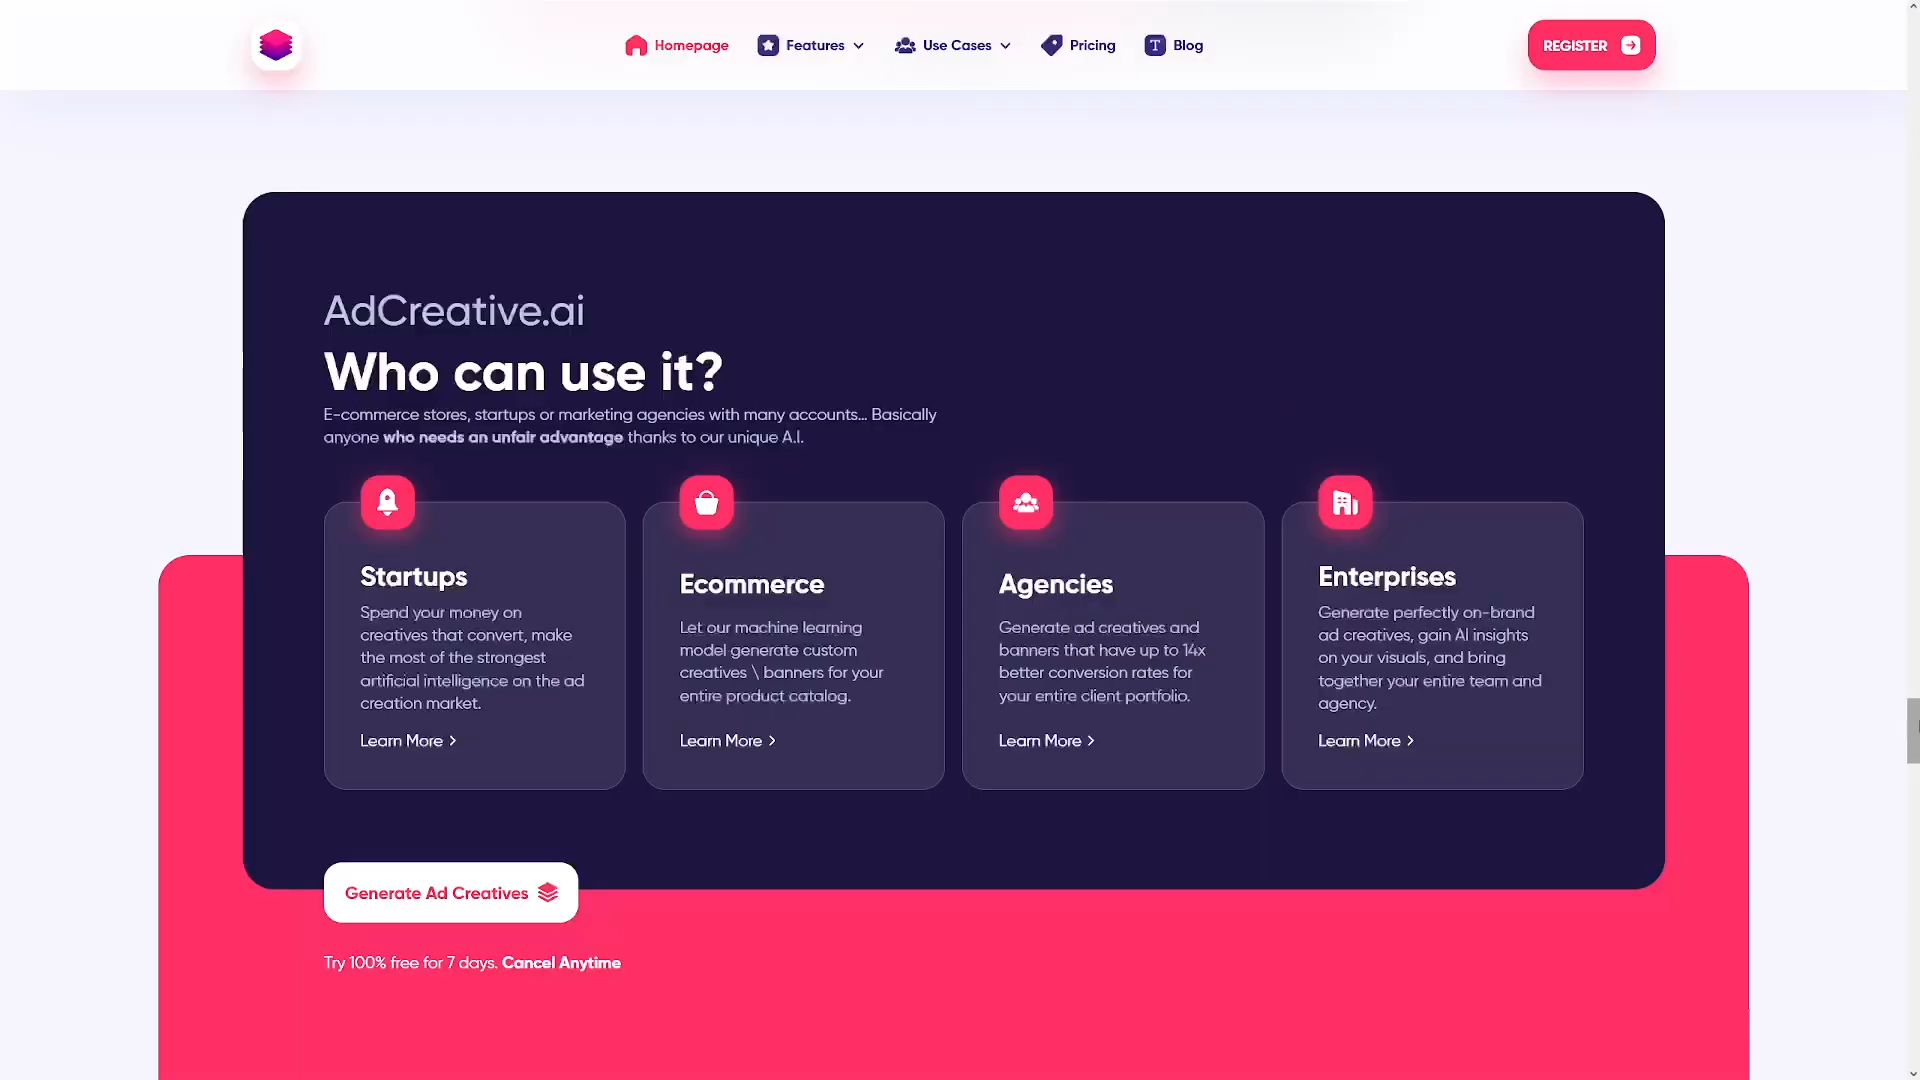 Homepage
Features
Use Cases
Pricing
T Blog
REGISTER
AdCreative.ai
Who can use it?
E-commerce stores, startups or marketing agencies with many accounts... Basically
anyone who needs an unfair advantage thanks to our unique A.I.
Startups
Spend your money on
creatives that convert, make
the most of the strongest
artificial intelligence on the ad
creation market.
Learn More
Ecommerce
Let our machine learning
model generate custom
creatives \ banners for your
entire product catalog.
Learn More
Agencies
Generate ad creatives and
banners that have up to 14x
better conversion rates for
your entire client portfolio.
Learn More
Enterprises
Generate perfectly on-brand
ad creatives, gain AI insights
on your visuals, and bring
together your entire team and
agency.
Learn More
Generate Ad Creatives
Try 100% free for 7 days. Cancel Anytime